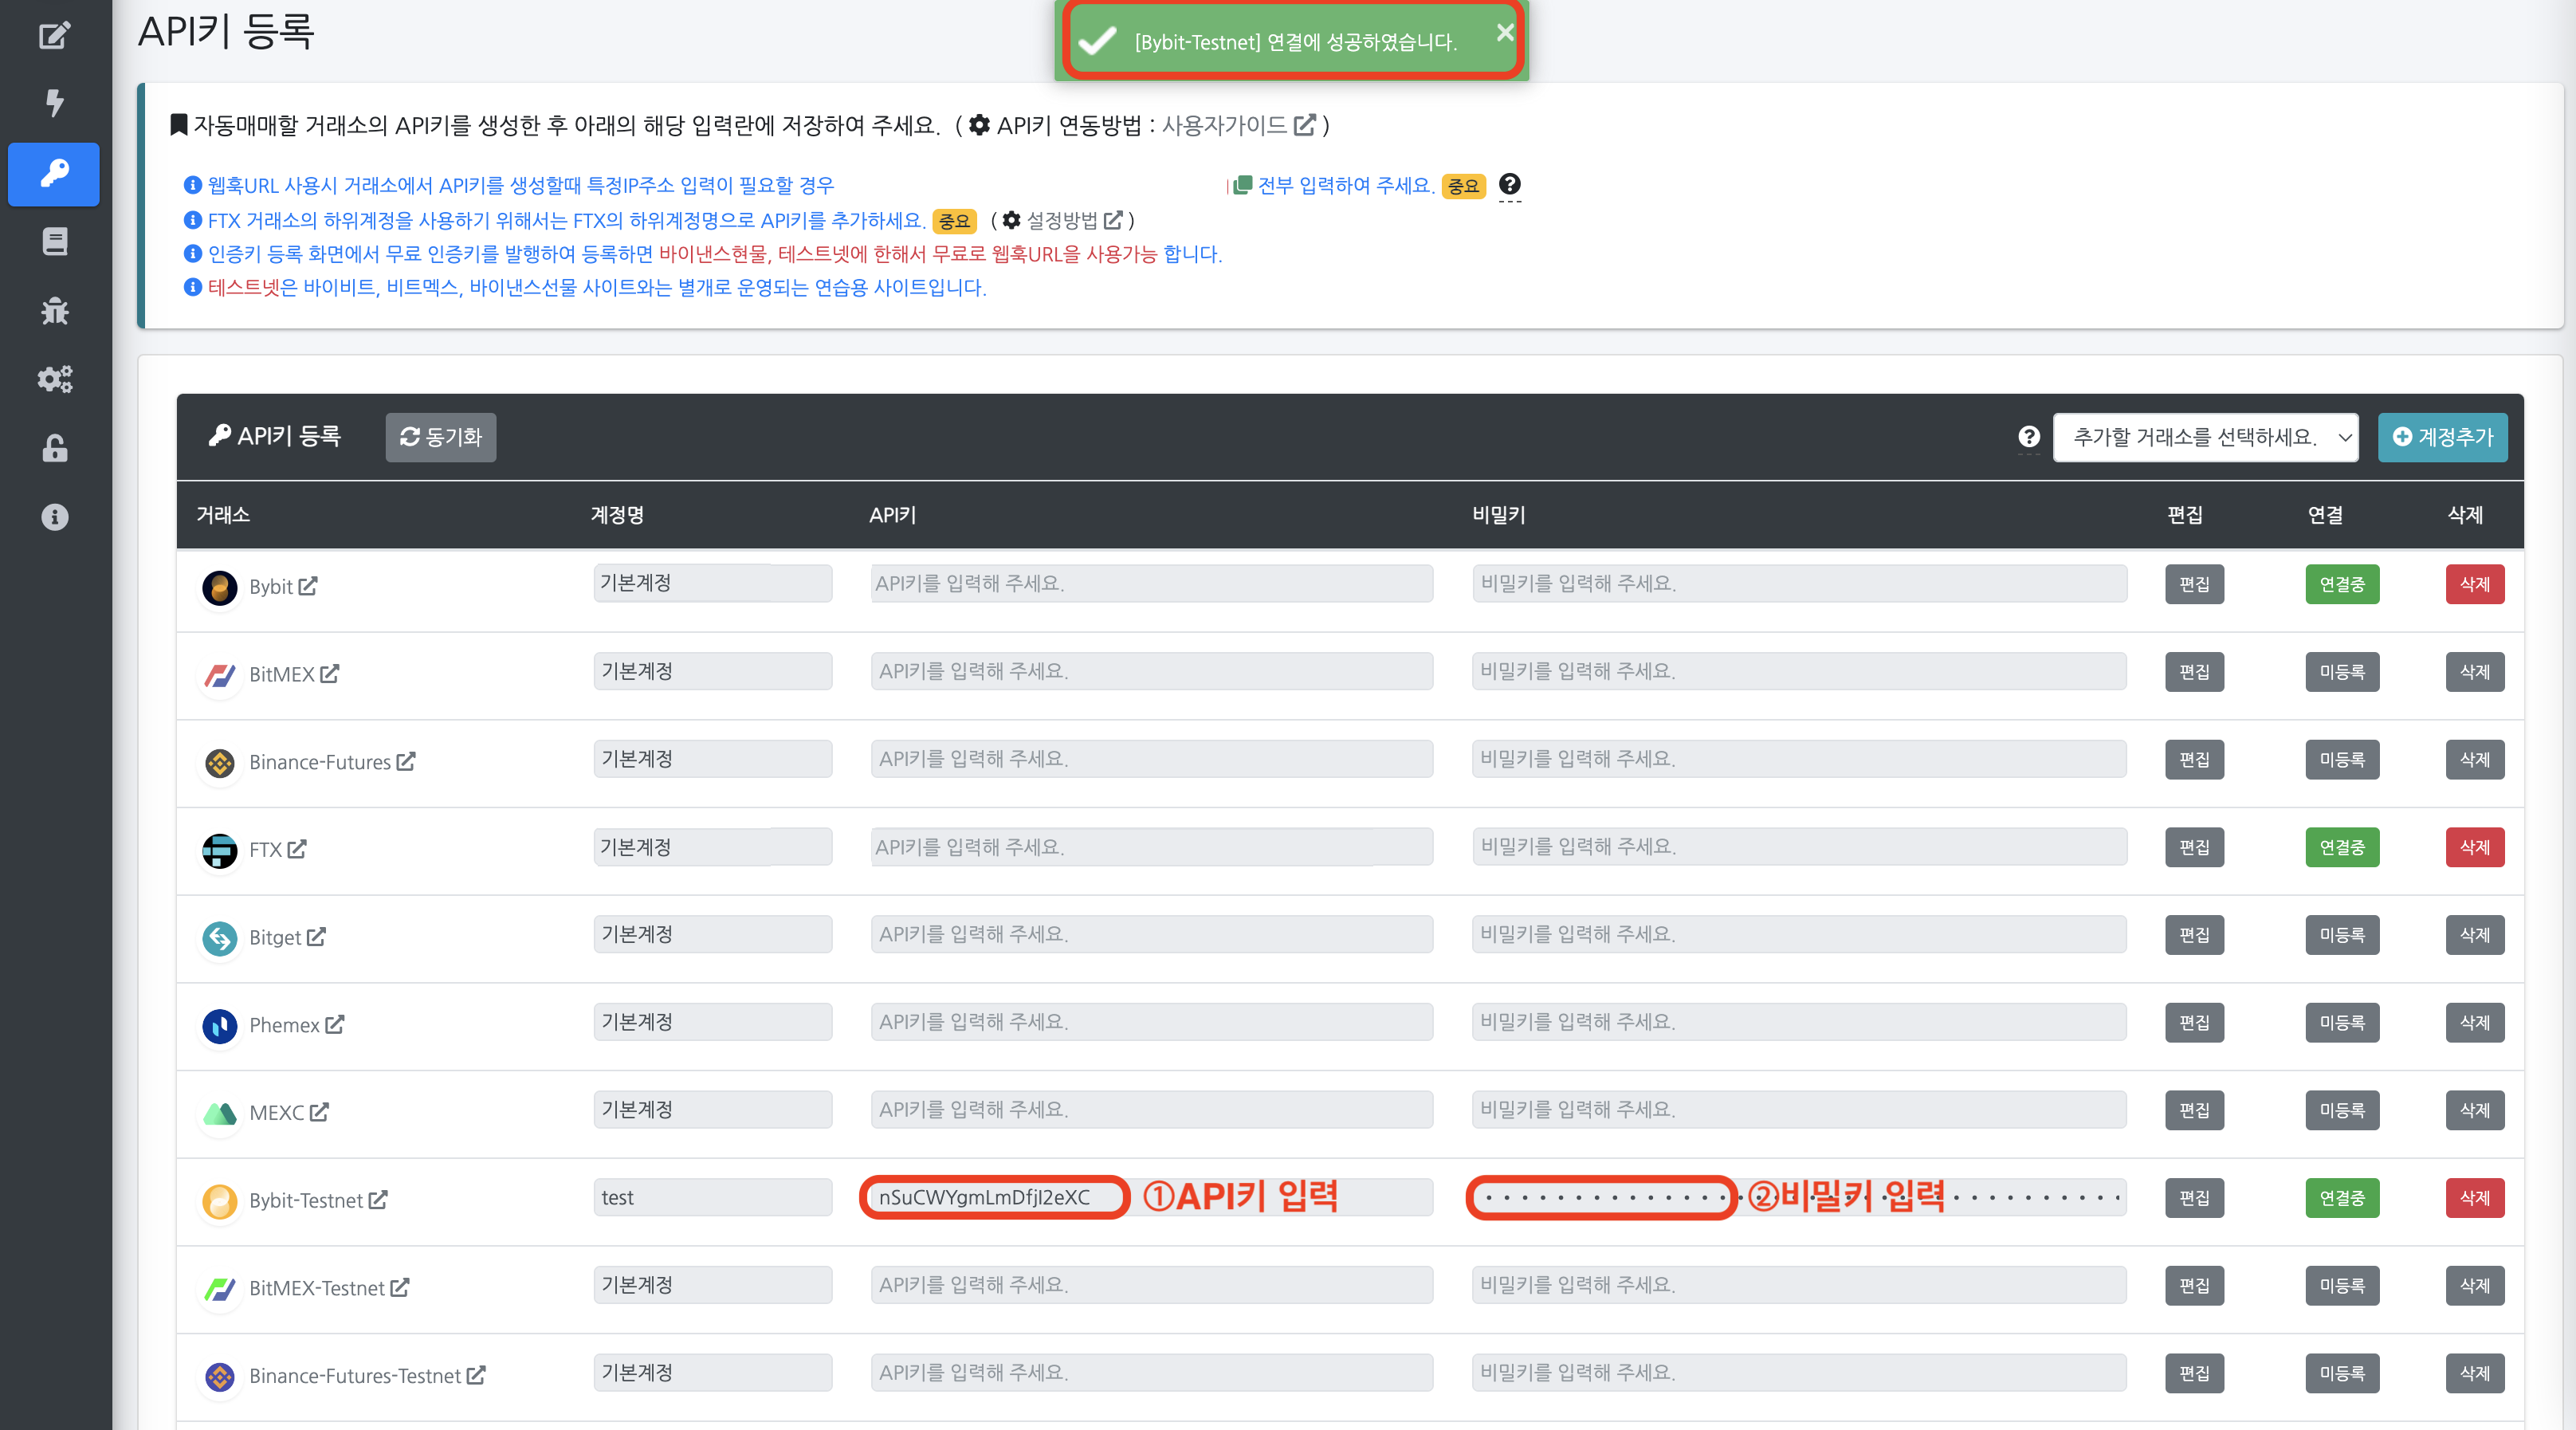 API키 등록
[Bybit-Testnet] 연결에 성공하였습니다. ×
자동매매할 거래소의 API키를 생성한 후 아래의 해당 입력란에 저장하여 주세요. ( API키 연동방법 : 사용자가이드 )
웹훅URL 사용시 거래소에서 API키를 생성할때 특정IP주소 입력이 필요할 경우 전부 입력하여 주세요. 중요
FTX 거래소의 하위계정을 사용하기 위해서는 FTX의 하위계정명으로 API키를 추가하세요. 중요 ( 설정방법 )
인증키 등록 화면에서 무료 인증키를 발행하여 등록하면 바이낸스현물, 테스트넷에 한해서 무료로 웹훅URL을 사용가능 합니다.
테스트넷은 바이비트, 비트멕스, 바이낸스선물 사이트와는 별개로 운영되는 연습용 사이트입니다.
API키 등록 동기화 추가할 거래소를 선택하세요. 계정추가
거래소 계정명 API키 비밀키 편집 연결 삭제
Bybit 기본계정 API키를 입력해 주세요. 비밀키를 입력해 주세요. 편집 연결중 삭제
BitMEX 기본계정 API키를 입력해 주세요. 비밀키를 입력해 주세요. 편집 미등록 삭제
Binance-Futures 기본계정 API키를 입력해 주세요. 비밀키를 입력해 주세요. 편집 미등록 삭제
FTX 기본계정 API키를 입력해 주세요. 비밀키를 입력해 주세요. 편집 연결중 삭제
Bitget 기본계정 API키를 입력해 주세요. 비밀키를 입력해 주세요. 편집 미등록 삭제
Phemex 기본계정 API키를 입력해 주세요. 비밀키를 입력해 주세요. 편집 미등록 삭제
MEXC 기본계정 API키를 입력해 주세요. 비밀키를 입력해 주세요. 편집 미등록 삭제
Bybit-Testnet test nSuCWYgmLmDfjI2eXC ①API키 입력 ②비밀키 입력 편집 연결중 삭제
BitMEX-Testnet 기본계정 API키를 입력해 주세요. 비밀키를 입력해 주세요. 편집 미등록 삭제
Binance-Futures-Testnet 기본계정 API키를 입력해 주세요. 비밀키를 입력해 주세요. 편집 미등록 삭제